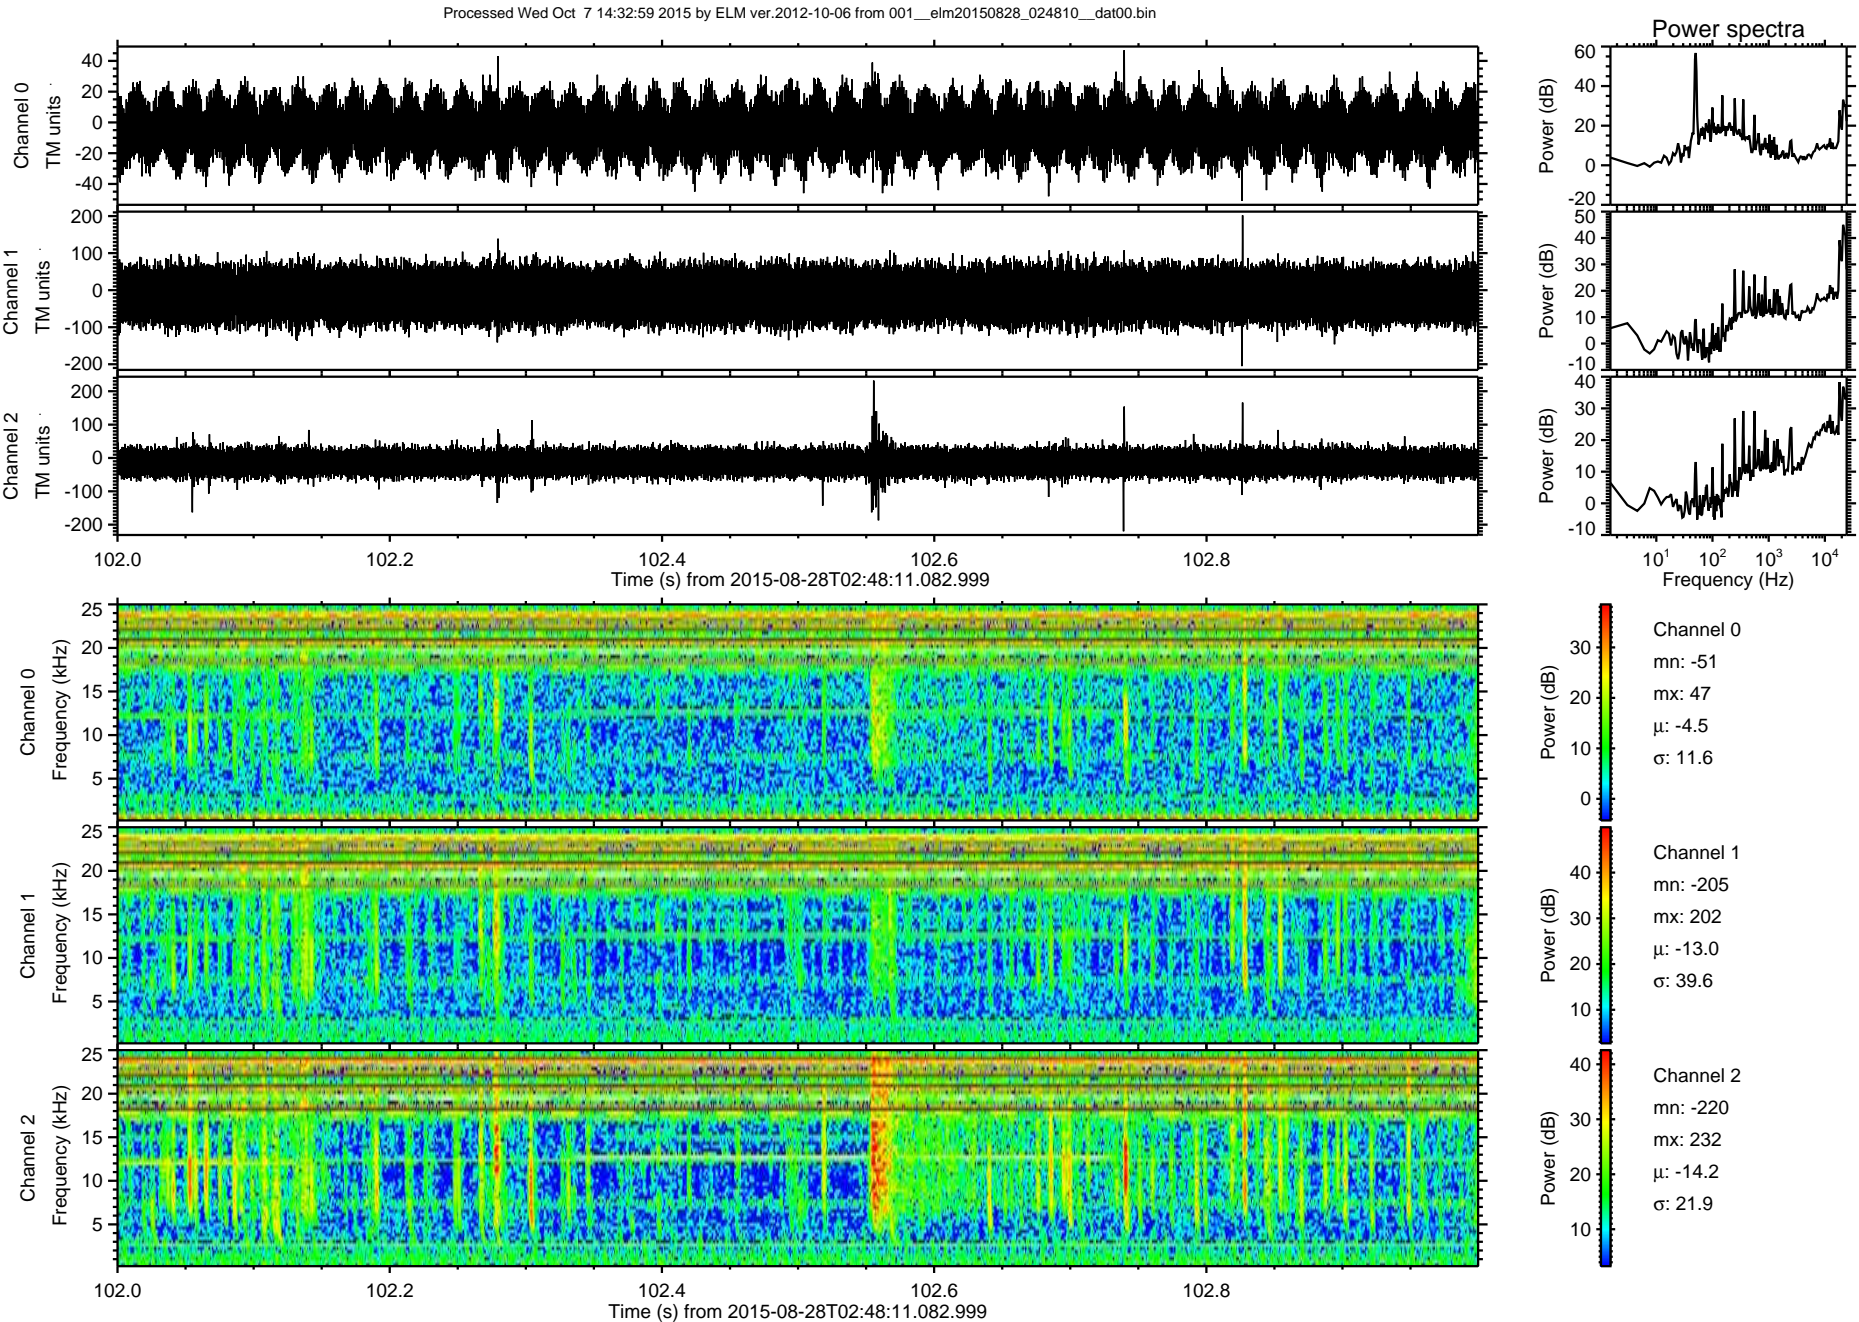 Processed Wed Oct  7 14:32:59 2015 by ELM ver.2012-10-06 from 001__elm20150828_024810__dat00.bin
Power spectra
Channel 0
TM units
40
20
0
-20
-40
Power (dB)
60
40
20
0
-20
Channel 1
TM units
200
100
0
-100
-200
Power (dB)
50
40
30
20
10
0
-10
Channel 2
TM units
200
100
0
-100
-200
Power (dB)
40
30
20
10
0
-10
102.0 102.2 102.4 102.6 102.8
Time (s) from 2015-08-28T02:48:11.082.999
10¹ 10² 10³ 10⁴
Frequency (Hz)
Channel 0
Frequency (kHz)
25
20
15
10
5
Power (dB)
30
20
10
0
Channel 0
mn: -51
mx: 47
μ: -4.5
σ: 11.6
Channel 1
Frequency (kHz)
25
20
15
10
5
Power (dB)
40
30
20
10
Channel 1
mn: -205
mx: 202
μ: -13.0
σ: 39.6
Channel 2
Frequency (kHz)
25
20
15
10
5
Power (dB)
40
30
20
10
Channel 2
mn: -220
mx: 232
μ: -14.2
σ: 21.9
102.0 102.2 102.4 102.6 102.8
Time (s) from 2015-08-28T02:48:11.082.999